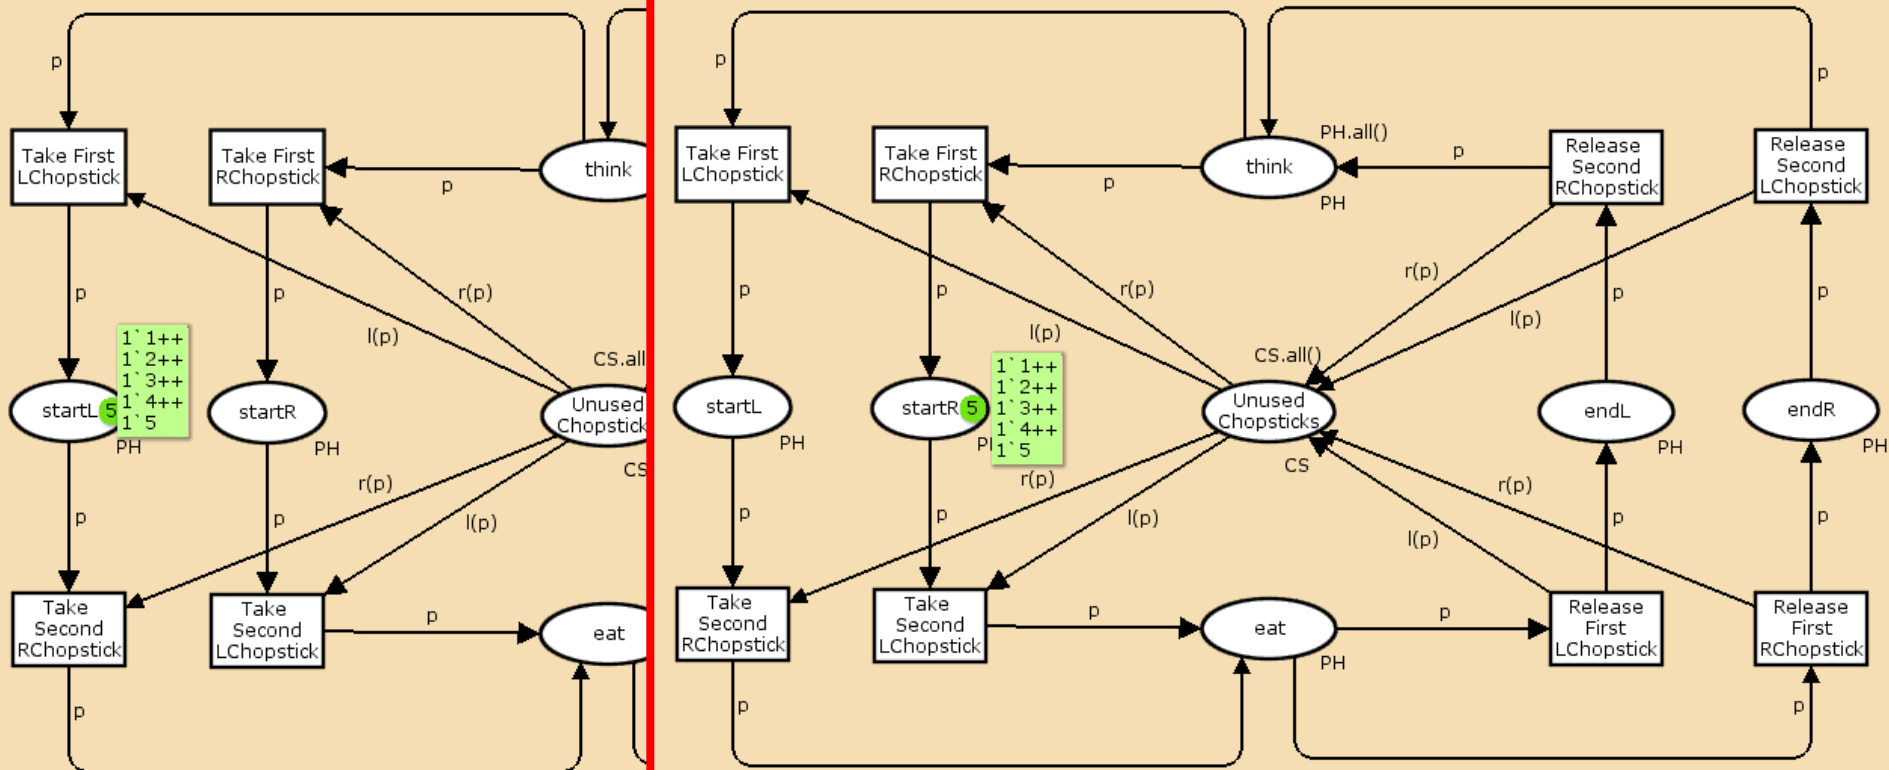 p
Take First
LChopstick
Take First
RChopstick
think
p
p
p
r(p)
l(p)
CS.all
1`1++
1`2++
1`3++
1`4++
1`5
startL
5
PH
startR
PH
Unused
Chopstick
CS
r(p)
l(p)
p
p
Take
Second
RChopstick
Take
Second
LChopstick
p
eat
p
p
Take First
LChopstick
Take First
RChopstick
think
PH.all()
PH
p
p
Release
Second
RChopstick
Release
Second
LChopstick
p
p
p
r(p)
l(p)
r(p)
l(p)
p
p
CS.all()
1`1++
1`2++
1`3++
1`4++
1`5
startL
PH
startR
5
Unused
Chopsticks
CS
endL
PH
endR
PH
r(p)
l(p)
r(p)
l(p)
p
p
p
p
Take
Second
RChopstick
Take
Second
LChopstick
p
eat
PH
p
Release
First
LChopstick
Release
First
RChopstick
p
p